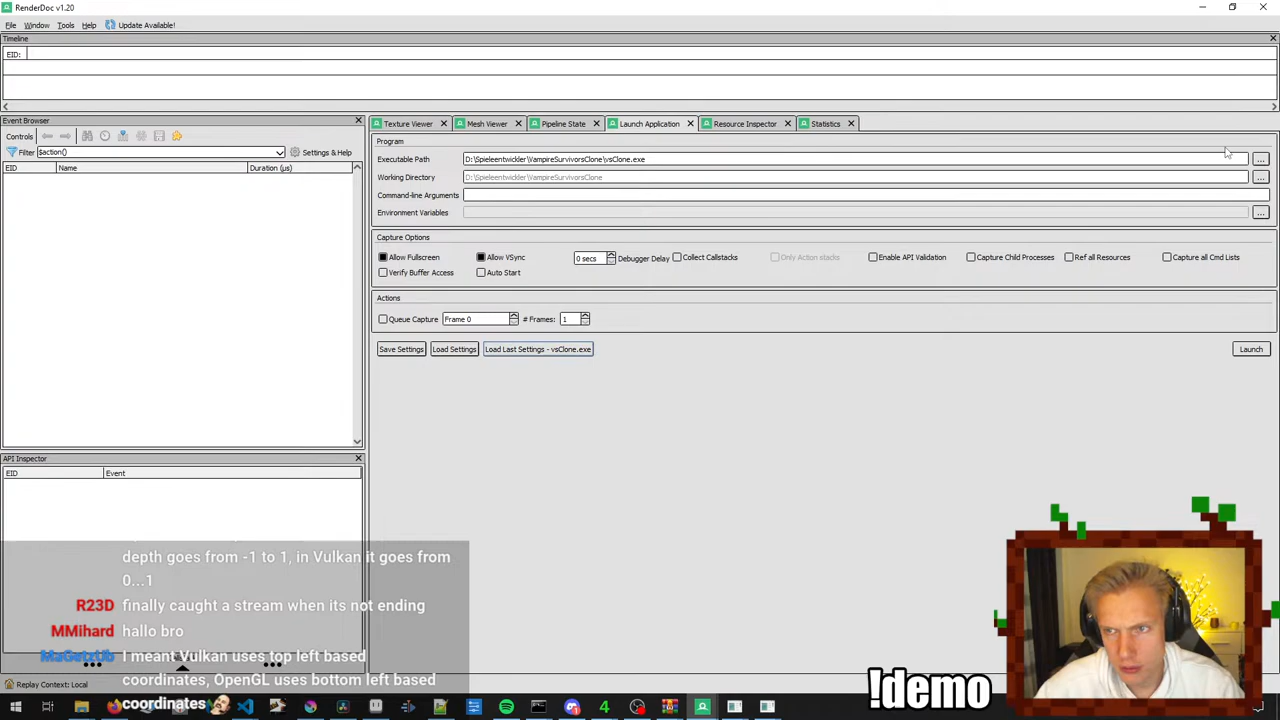 RenderDoc v1.20
File Window Tools Help Update Available!
Timeline
EID:
Event Browser
Controls
Filter $action() Settings & Help
EID Name Duration (µs)
API Inspector
EID Event
Texture Viewer Mesh Viewer Pipeline State Launch Application Resource Inspector Statistics
Program
Executable Path D:\Spieleentwickler\VampireSurvivorsClone\vsClone.exe ...
Working Directory D:\Spieleentwickler\VampireSurvivorsClone ...
Command-line Arguments
Environment Variables ...
Capture Options
Allow Fullscreen Allow VSync 0 secs Debugger Delay Collect Callstacks Only Action stacks Enable API Validation Capture Child Processes Ref all Resources Capture all Cmd Lists
Verify Buffer Access Auto Start
Actions
Queue Capture Frame 0 # Frames: 1
Save Settings Load Settings Load Last Settings - vsClone.exe Launch
depth goes from -1 to 1, in Vulkan it goes from
0...1
R23D finally caught a stream when its not ending
MMihard hallo bro
MaGetzUb I meant Vulkan uses top left based
coordinates, OpenGL uses bottom left based
coordinates
Replay Context: Local
!demo